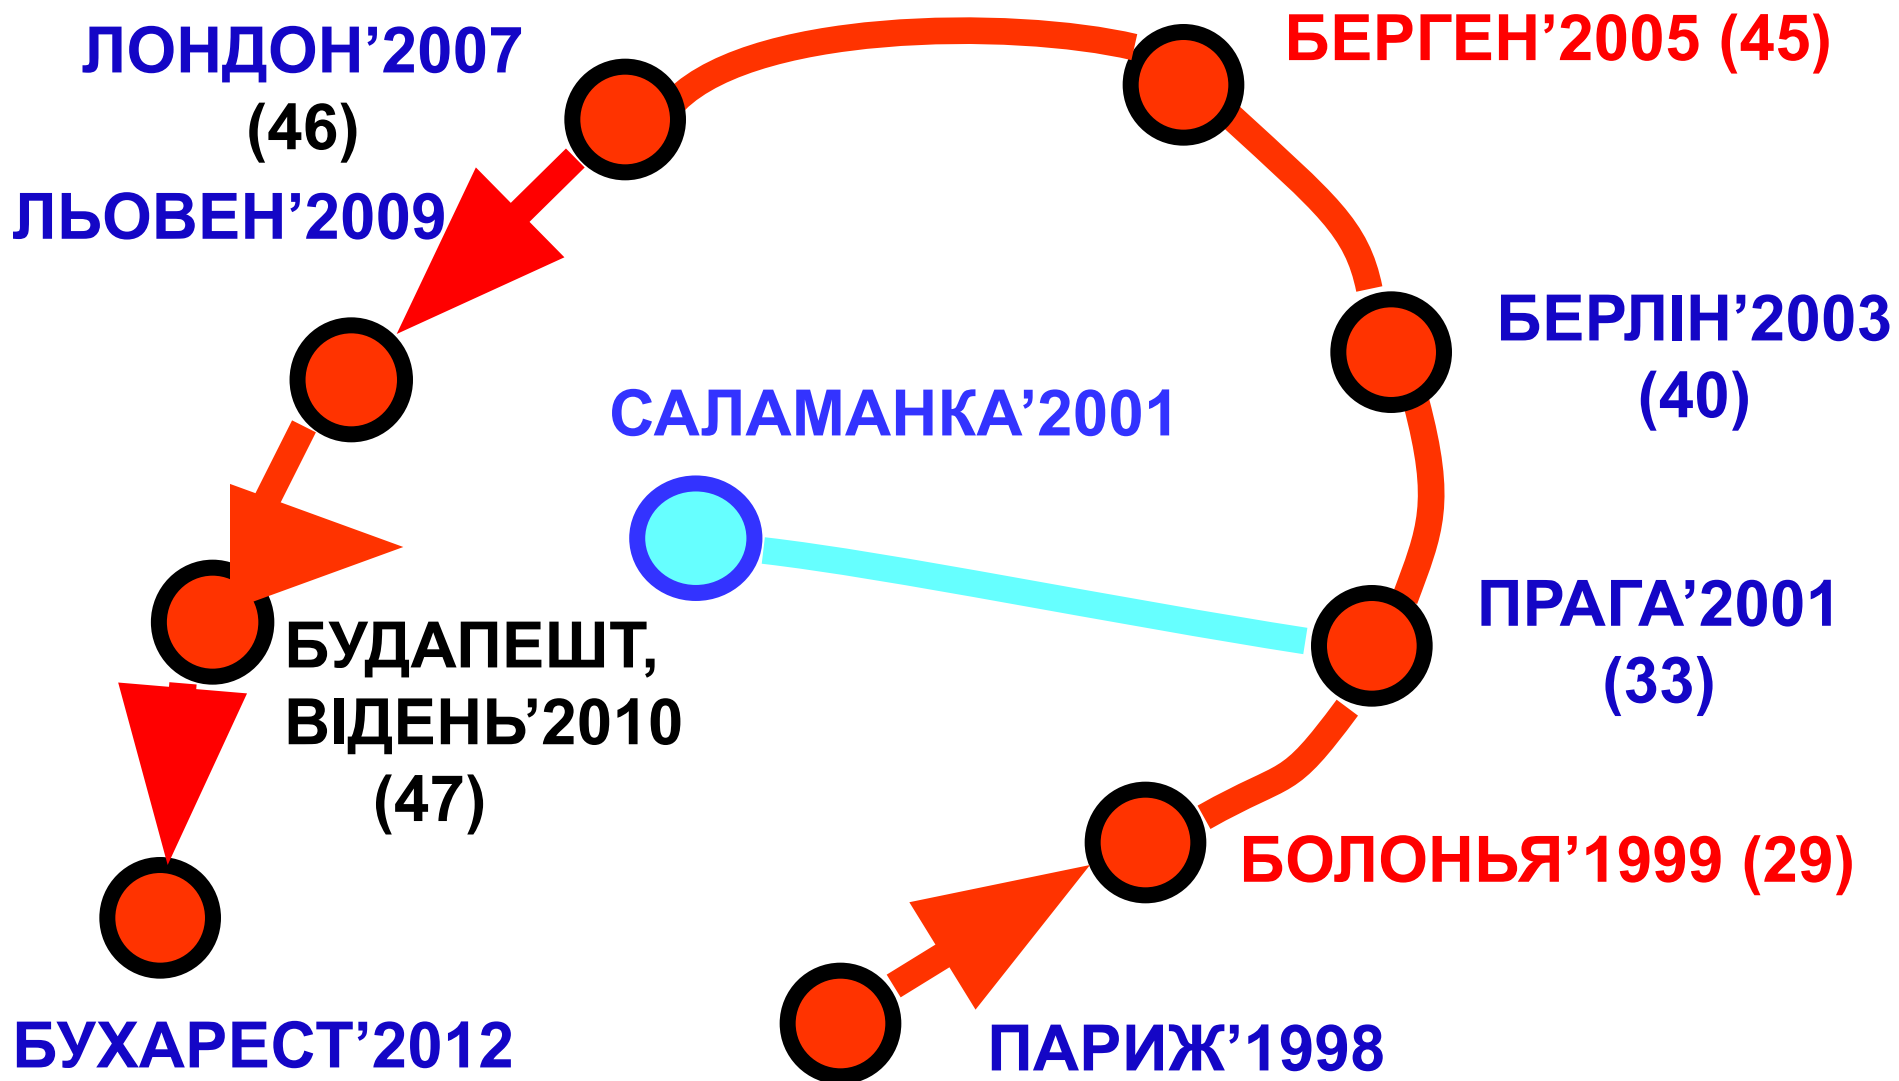 ЛОНДОН’2007
(46)
ЛЬОВЕН’2009
БЕРГЕН’2005 (45)
БЕРЛІН’2003
(40)
САЛАМАНКА’2001
ПРАГА’2001
(33)
БУДАПЕШТ,
ВІДЕНЬ’2010
(47)
БОЛОНЬЯ’1999 (29)
БУХАРЕСТ’2012
ПАРИЖ’1998